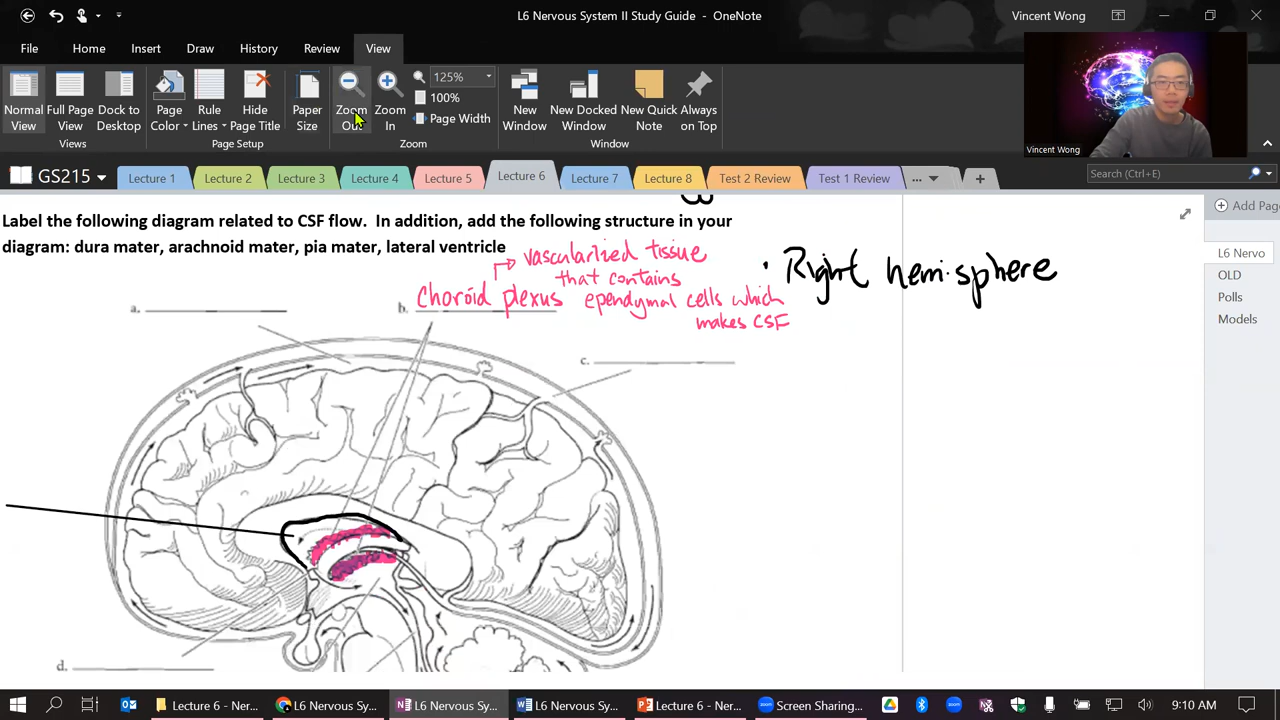 L6 Nervous System II Study Guide - OneNote
Vincent Wong
File Home Insert Draw History Review View
Normal View
Full Page View
Dock to Desktop
Page Color
Rule Lines
Hide Page Title
Paper Size
Zoom Out
Zoom In
125%
100%
Page Width
New Window
New Docked Window
New Quick Note
Always on Top
Views Page Setup Zoom Window
Vincent Wong
GS215 Lecture 1 Lecture 2 Lecture 3 Lecture 4 Lecture 5 Lecture 6 Lecture 7 Lecture 8 Test 2 Review Test 1 Review ... +
Search (Ctrl+E)
Add Pag
L6 Nervo
OLD
Polls
Models
Label the following diagram related to CSF flow. In addition, add the following structure in your
diagram: dura mater, arachnoid mater, pia mater, lateral ventricle
vascularized tissue
that contains
ependymal cells which
makes CSF
Choroid plexus
• Right hemisphere
a.
b.
c.
d.
Lecture 6 - Ner... L6 Nervous Sy... L6 Nervous Sy... L6 Nervous Sy... Lecture 6 - Ner... Screen Sharing... 9:10 AM